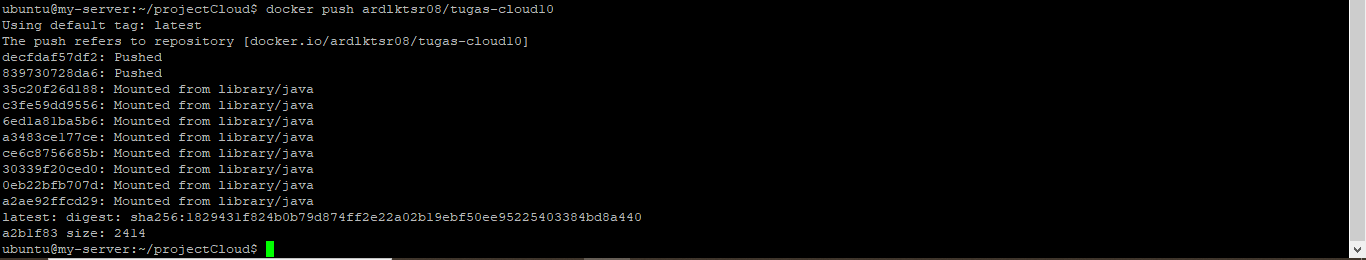 ubuntu@my-server:~/projectCloud$ docker push ardlktsr08/tugas-cloud10
Using default tag: latest
The push refers to repository [docker.io/ardlktsr08/tugas-cloud10]
decfdaf57df2: Pushed
839730728da6: Pushed
35c20f26d188: Mounted from library/java
c3fe59dd9556: Mounted from library/java
6ed1a81ba5b6: Mounted from library/java
a3483ce177ce: Mounted from library/java
ce6c8756685b: Mounted from library/java
30339f20ced0: Mounted from library/java
0eb22bfb707d: Mounted from library/java
a2ae92ffcd29: Mounted from library/java
latest: digest: sha256:1829431f824b0b79d874ff2e22a02b19ebf50ee95225403384bd8a440
a2b1f83 size: 2414
ubuntu@my-server:~/projectCloud$